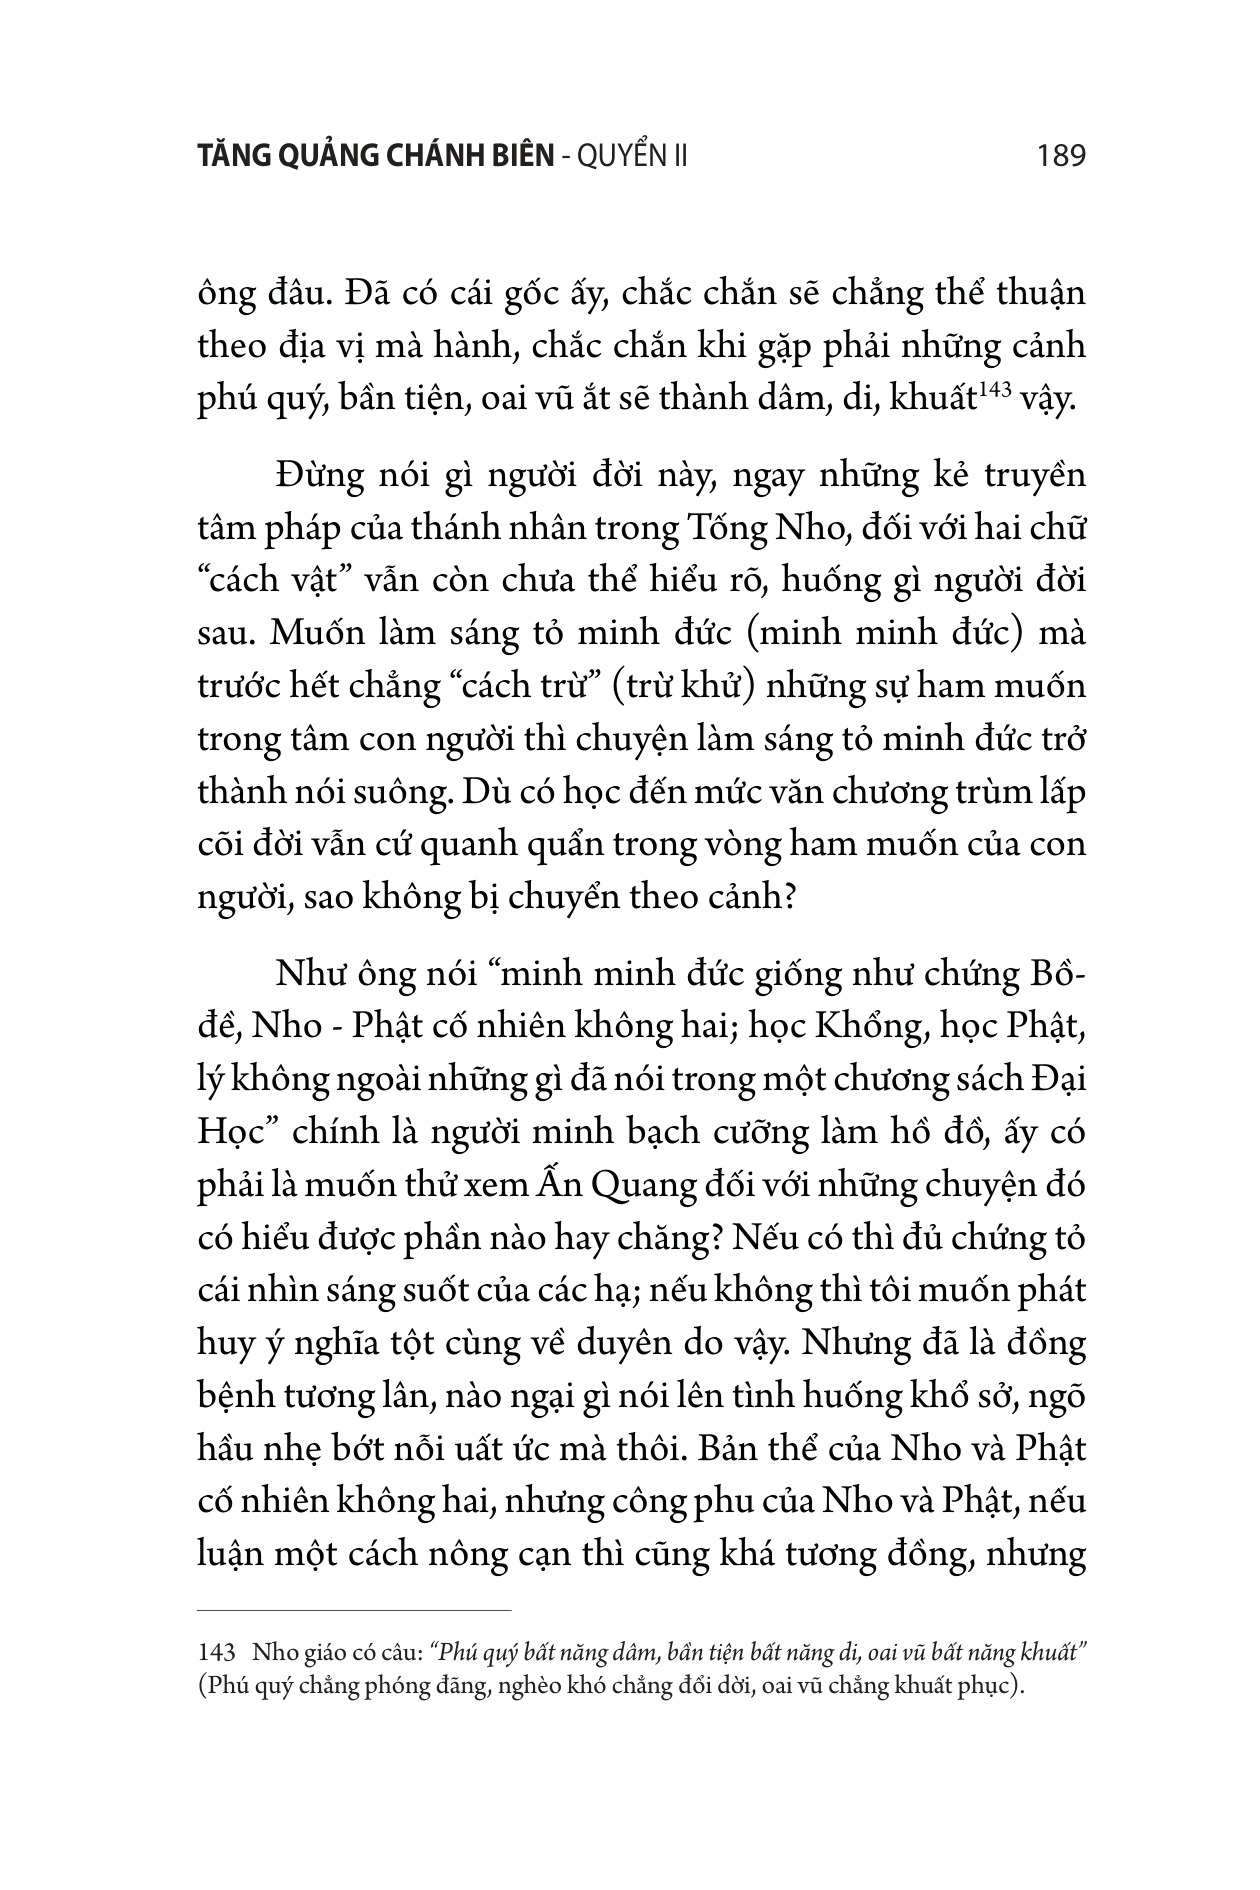 TĂNG QUẢNG CHÁNH BIÊN - QUYỂN II 189
ông đâu. Đã có cái gốc ấy, chắc chắn sẽ chẳng thể thuận
theo địa vị mà hành, chắc chắn khi gặp phải những cảnh
phú quý, bần tiện, oai vũ ắt sẽ thành dâm, di, khuất143 vậy.
Đừng nói gì người đời này, ngay những kẻ truyền
tâm pháp của thánh nhân trong Tống Nho, đối với hai chữ
“cách vật” vẫn còn chưa thể hiểu rõ, huống gì người đời
sau. Muốn làm sáng tỏ minh đức (minh minh đức) mà
trước hết chẳng “cách trừ” (trừ khử) những sự ham muốn
trong tâm con người thì chuyện làm sáng tỏ minh đức trở
thành nói suông. Dù có học đến mức văn chương trùm lấp
cõi đời vẫn cứ quanh quẩn trong vòng ham muốn của con
người, sao không bị chuyển theo cảnh?
Như ông nói “minh minh đức giống như chứng Bồ-
đề, Nho - Phật cố nhiên không hai; học Khổng, học Phật,
lý không ngoài những gì đã nói trong một chương sách Đại
Học” chính là người minh bạch cưỡng làm hồ đồ, ấy có
phải là muốn thử xem Ấn Quang đối với những chuyện đó
có hiểu được phần nào hay chăng? Nếu có thì đủ chứng tỏ
cái nhìn sáng suốt của các hạ; nếu không thì tôi muốn phát
huy ý nghĩa tột cùng về duyên do vậy. Nhưng đã là đồng
bệnh tương lân, nào ngại gì nói lên tình huống khổ sở, ngõ
hầu nhẹ bớt nỗi uất ức mà thôi. Bản thể của Nho và Phật
cố nhiên không hai, nhưng công phu của Nho và Phật, nếu
luận một cách nông cạn thì cũng khá tương đồng, nhưng
143 Nho giáo có câu: “Phú quý bất năng dâm, bần tiện bất năng di, oai vũ bất năng khuất”
(Phú quý chẳng phóng đãng, nghèo khó chẳng đổi dời, oai vũ chẳng khuất phục).